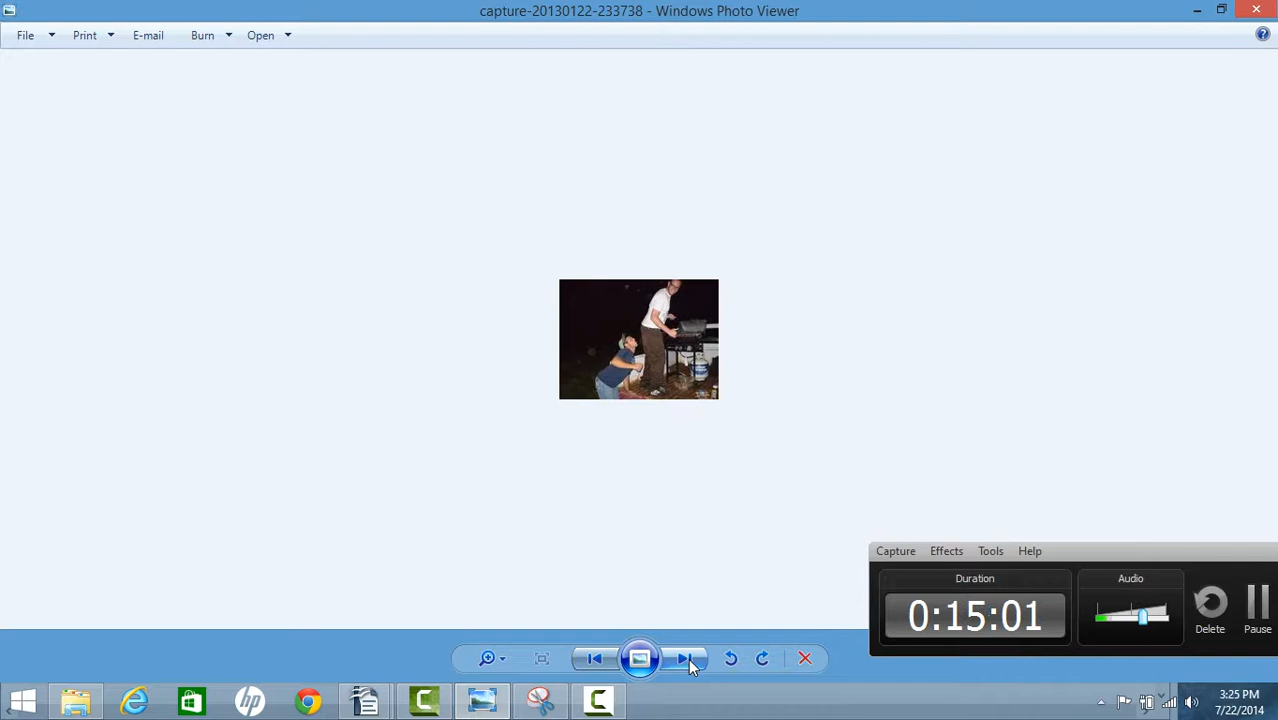 capture-20130122-233738 - Windows Photo Viewer
File Print E-mail Burn Open
Capture Effects Tools Help
Duration Audio
0:15:01
Delete Pause
3:25 PM
7/22/2014